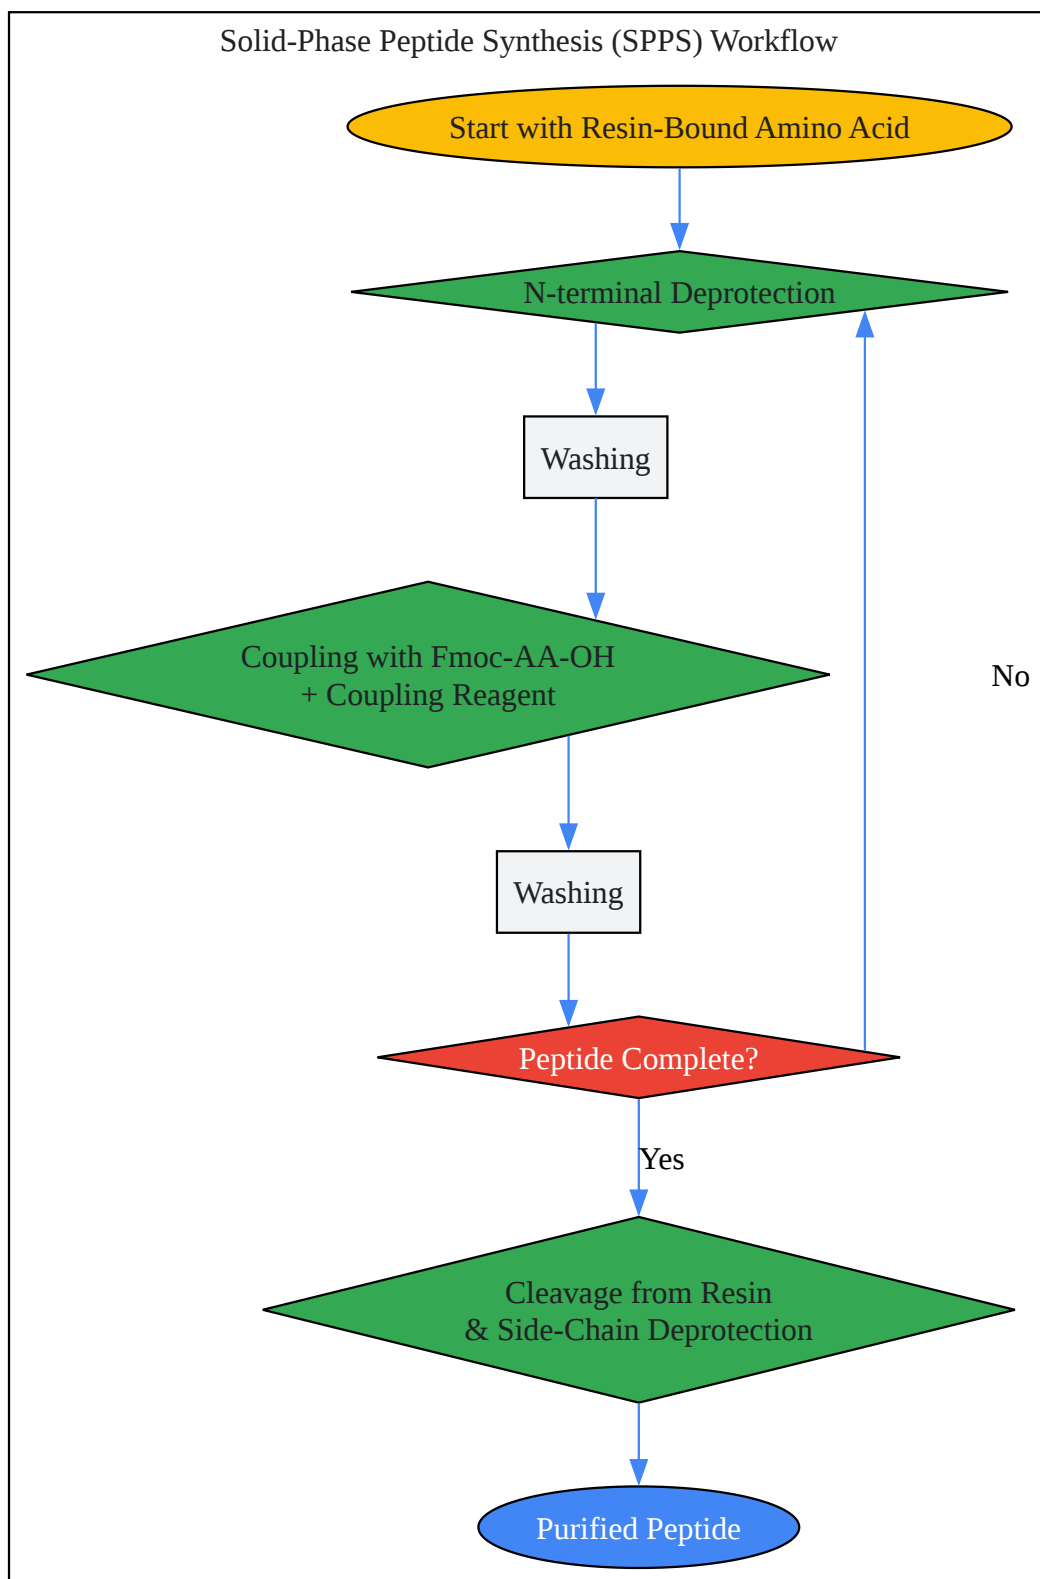 Solid-Phase Peptide Synthesis (SPPS) Workflow
Start with Resin-Bound Amino Acid
N-terminal Deprotection
Washing
Coupling with Fmoc-AA-OH
+ Coupling Reagent
No
Washing
Peptide Complete?
Yes
Cleavage from Resin
& Side-Chain Deprotection
Purified Peptide